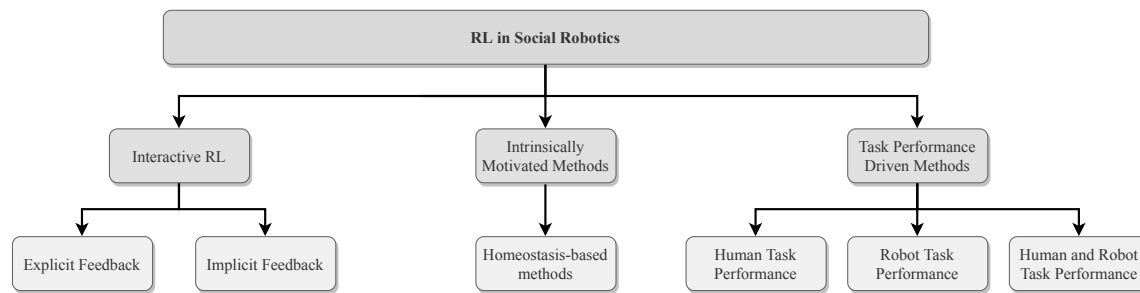 RL in Social Robotics
Interactive RL
Intrinsically
Motivated Methods
Task Performance
Driven Methods
Explicit Feedback
Implicit Feedback
Homeostasis-based
methods
Human Task
Performance
Robot Task
Performance
Human and Robot
Task Performance